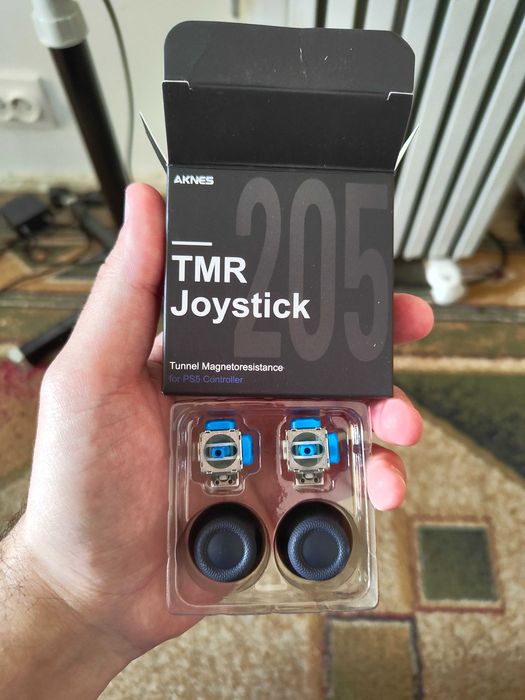 AKNES
205
TMR
Joystick
Tunnel Magnetoresistance
for PS5 Controller